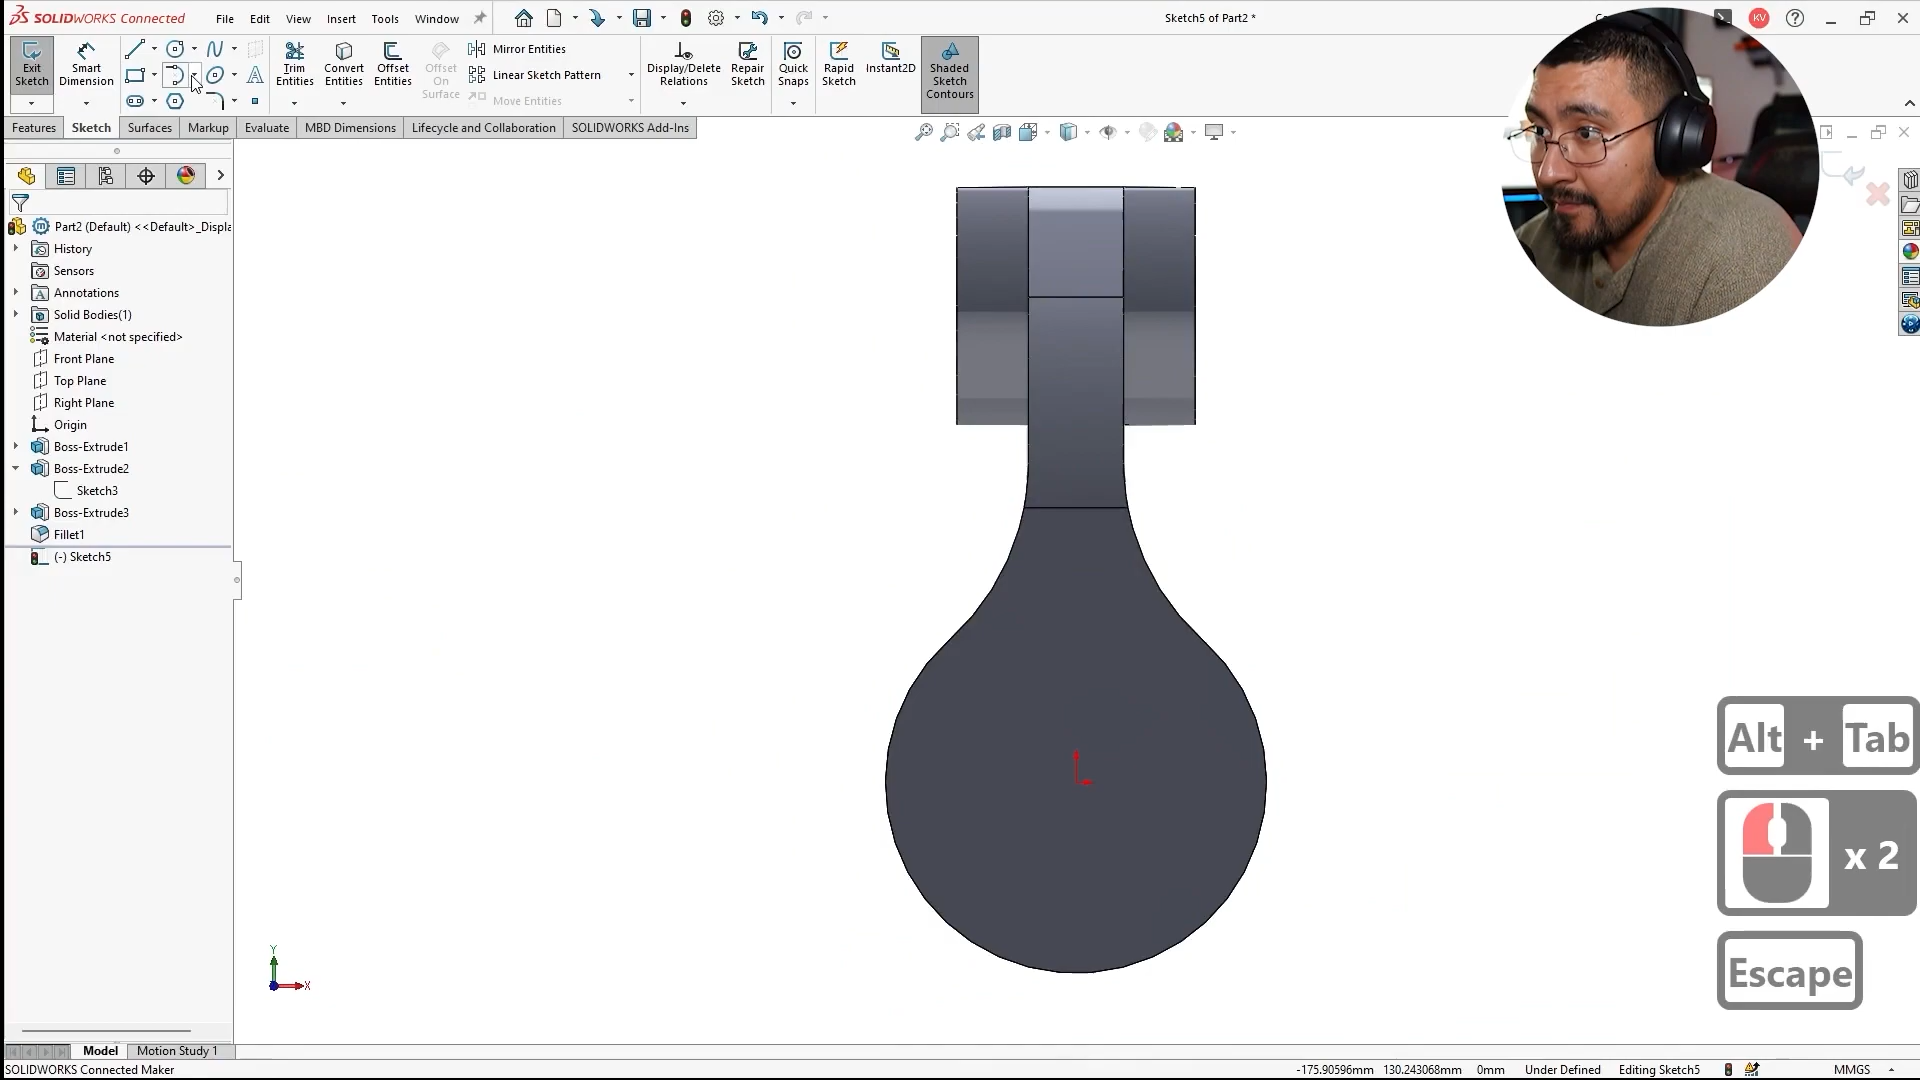 SOLIDWORKS Connected
File Edit View Insert Tools Window
Sketch5 of Part2 *
Exit Sketch
Smart Dimension
Trim Entities
Convert Entities
Offset Entities
Offset On Surface
Mirror Entities
Linear Sketch Pattern
Move Entities
Display/Delete Relations
Repair Sketch
Quick Snaps
Rapid Sketch
Instant2D
Shaded Sketch Contours
KV
Features Sketch Surfaces Markup Evaluate MBD Dimensions Lifecycle and Collaboration SOLIDWORKS Add-Ins
Part2 (Default) <<Default>_Displa
History
Sensors
Annotations
Solid Bodies(1)
Material <not specified>
Front Plane
Top Plane
Right Plane
Origin
Boss-Extrude1
Boss-Extrude2
Sketch3
Boss-Extrude3
Fillet1
(-) Sketch5
Alt + Tab
x 2
Escape
Y
X
Model Motion Study 1
SOLIDWORKS Connected Maker
-175.90596mm 130.243068mm 0mm Under Defined Editing Sketch5 MMGS